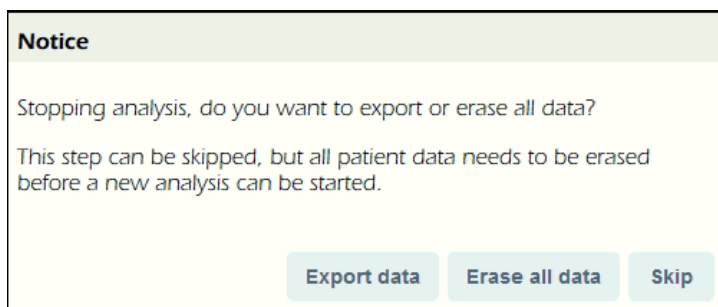 Notice
Stopping analysis, do you want to export or erase all data?
This step can be skipped, but all patient data needs to be erased
before a new analysis can be started.
Export data Erase all data Skip